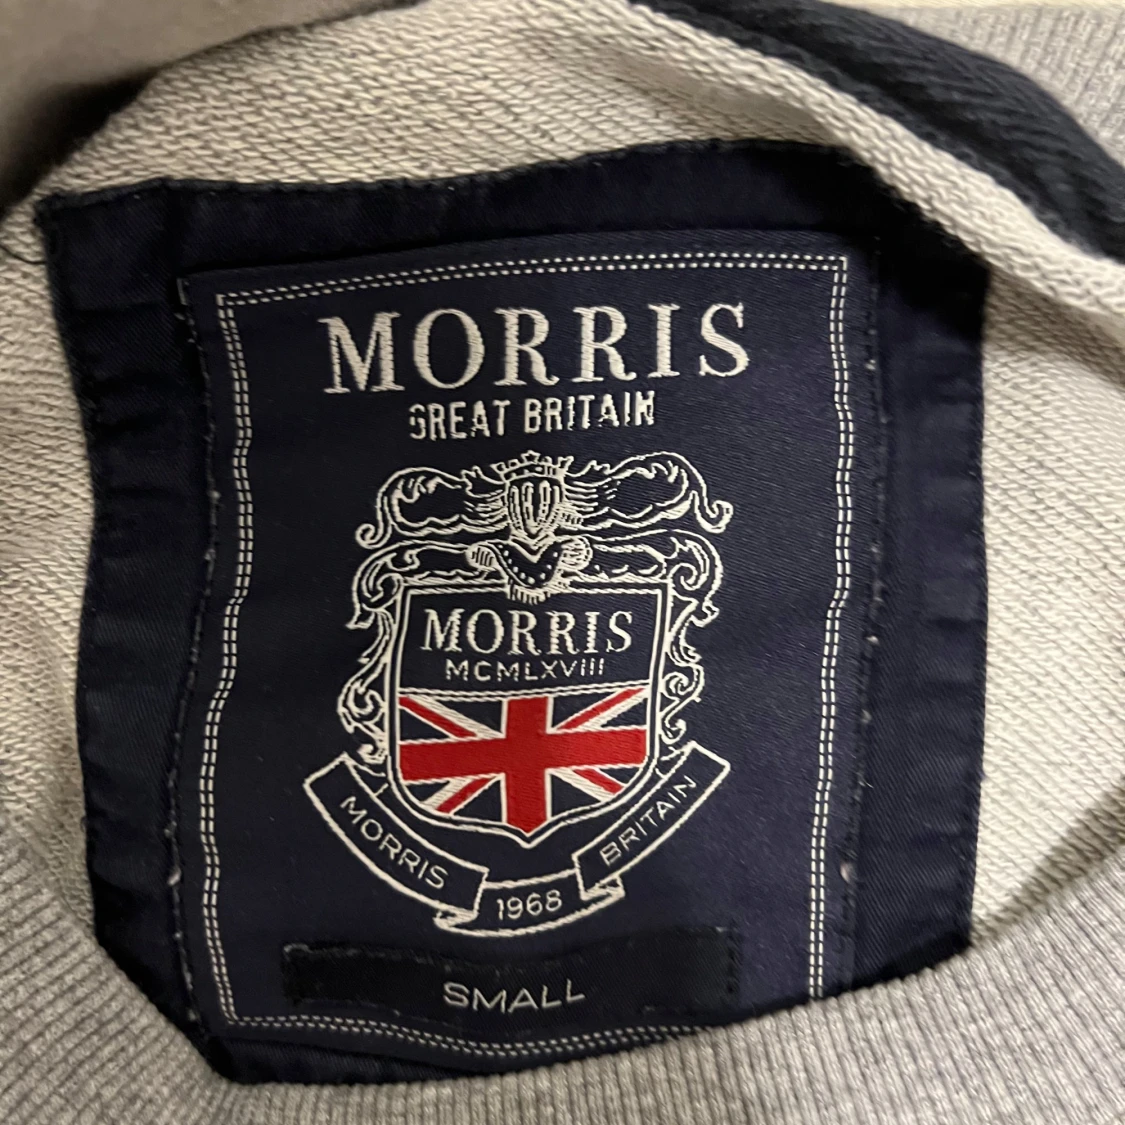 MORRIS
GREAT BRITAIN
MORRIS
MCMLXVIII
MORRIS
1968
BRITAIN
SMALL